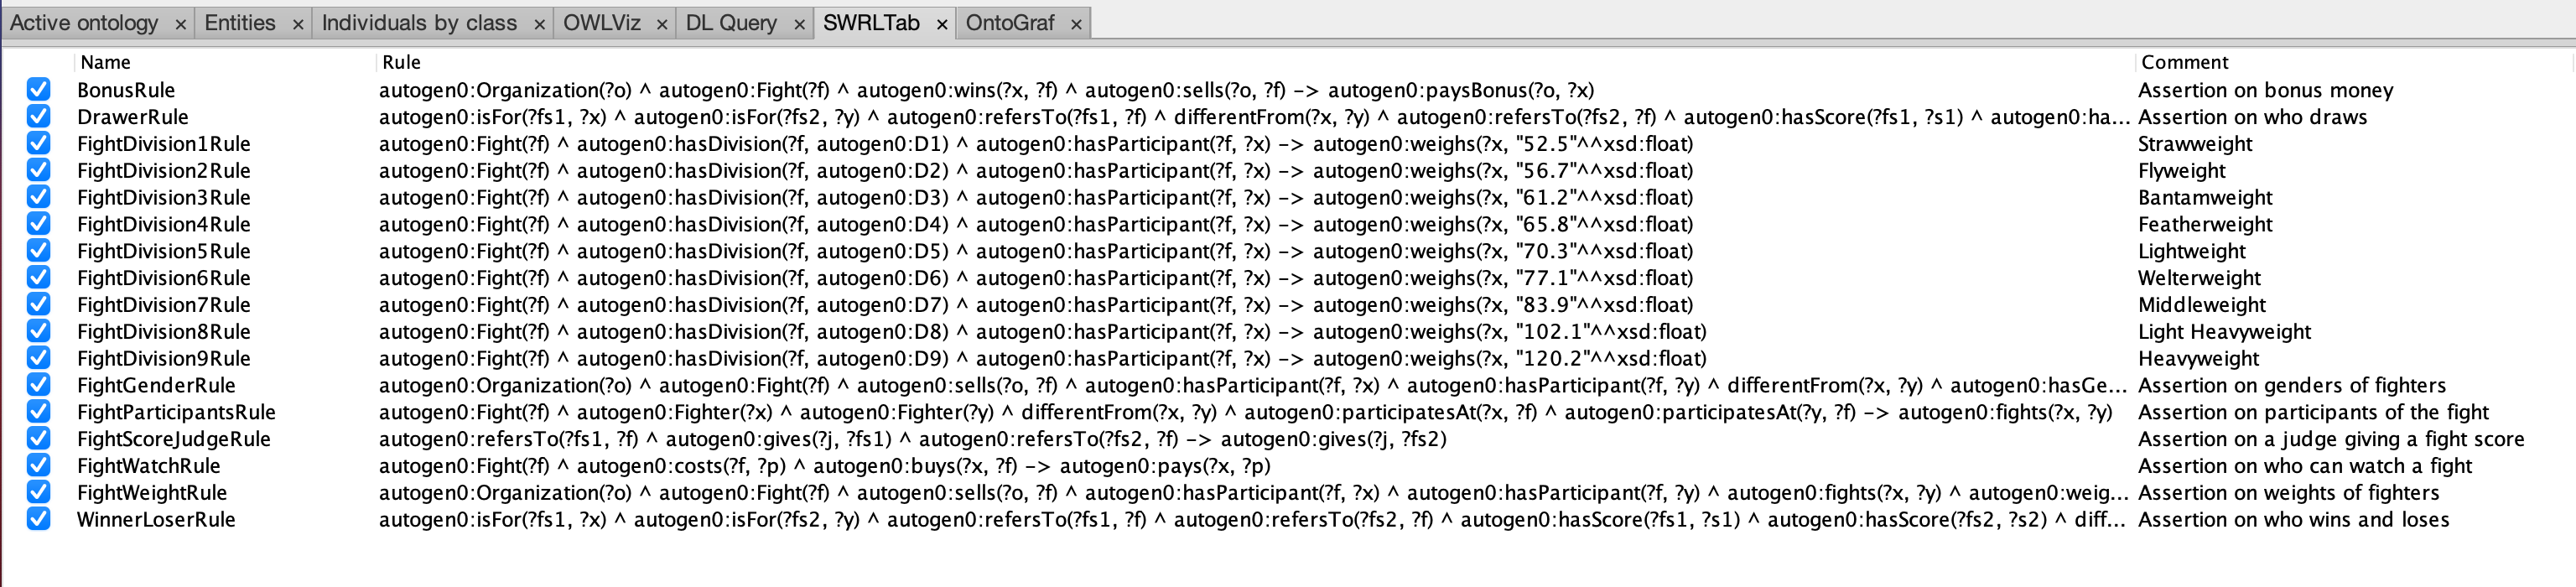 Active ontology × Entities × Individuals by class × OWLViz × DL Query × SWRLTab × OntoGraf ×
Name Rule Comment
BonusRule autogen0:Organization(?o) ^ autogen0:Fight(?f) ^ autogen0:wins(?x, ?f) ^ autogen0:sells(?o, ?f) -> autogen0:paysBonus(?o, ?x) Assertion on bonus money
DrawerRule autogen0:isFor(?fs1, ?x) ^ autogen0:isFor(?fs2, ?y) ^ autogen0:refersTo(?fs1, ?f) ^ differentFrom(?x, ?y) ^ autogen0:refersTo(?fs2, ?f) ^ autogen0:hasScore(?fs1, ?s1) ^ autogen0:ha... Assertion on who draws
FightDivision1Rule autogen0:Fight(?f) ^ autogen0:hasDivision(?f, autogen0:D1) ^ autogen0:hasParticipant(?f, ?x) -> autogen0:weighs(?x, "52.5"^^xsd:float) Strawweight
FightDivision2Rule autogen0:Fight(?f) ^ autogen0:hasDivision(?f, autogen0:D2) ^ autogen0:hasParticipant(?f, ?x) -> autogen0:weighs(?x, "56.7"^^xsd:float) Flyweight
FightDivision3Rule autogen0:Fight(?f) ^ autogen0:hasDivision(?f, autogen0:D3) ^ autogen0:hasParticipant(?f, ?x) -> autogen0:weighs(?x, "61.2"^^xsd:float) Bantamweight
FightDivision4Rule autogen0:Fight(?f) ^ autogen0:hasDivision(?f, autogen0:D4) ^ autogen0:hasParticipant(?f, ?x) -> autogen0:weighs(?x, "65.8"^^xsd:float) Featherweight
FightDivision5Rule autogen0:Fight(?f) ^ autogen0:hasDivision(?f, autogen0:D5) ^ autogen0:hasParticipant(?f, ?x) -> autogen0:weighs(?x, "70.3"^^xsd:float) Lightweight
FightDivision6Rule autogen0:Fight(?f) ^ autogen0:hasDivision(?f, autogen0:D6) ^ autogen0:hasParticipant(?f, ?x) -> autogen0:weighs(?x, "77.1"^^xsd:float) Welterweight
FightDivision7Rule autogen0:Fight(?f) ^ autogen0:hasDivision(?f, autogen0:D7) ^ autogen0:hasParticipant(?f, ?x) -> autogen0:weighs(?x, "83.9"^^xsd:float) Middleweight
FightDivision8Rule autogen0:Fight(?f) ^ autogen0:hasDivision(?f, autogen0:D8) ^ autogen0:hasParticipant(?f, ?x) -> autogen0:weighs(?x, "102.1"^^xsd:float) Light Heavyweight
FightDivision9Rule autogen0:Fight(?f) ^ autogen0:hasDivision(?f, autogen0:D9) ^ autogen0:hasParticipant(?f, ?x) -> autogen0:weighs(?x, "120.2"^^xsd:float) Heavyweight
FightGenderRule autogen0:Organization(?o) ^ autogen0:Fight(?f) ^ autogen0:sells(?o, ?f) ^ autogen0:hasParticipant(?f, ?x) ^ autogen0:hasParticipant(?f, ?y) ^ differentFrom(?x, ?y) ^ autogen0:hasGe... Assertion on genders of fighters
FightParticipantsRule autogen0:Fight(?f) ^ autogen0:Fighter(?x) ^ autogen0:Fighter(?y) ^ differentFrom(?x, ?y) ^ autogen0:participatesAt(?x, ?f) ^ autogen0:participatesAt(?y, ?f) -> autogen0:fights(?x, ?y) Assertion on participants of the fight
FightScoreJudgeRule autogen0:refersTo(?fs1, ?f) ^ autogen0:gives(?j, ?fs1) ^ autogen0:refersTo(?fs2, ?f) -> autogen0:gives(?j, ?fs2) Assertion on a judge giving a fight score
FightWatchRule autogen0:Fight(?f) ^ autogen0:costs(?f, ?p) ^ autogen0:buys(?x, ?f) -> autogen0:pays(?x, ?p) Assertion on who can watch a fight
FightWeightRule autogen0:Organization(?o) ^ autogen0:Fight(?f) ^ autogen0:sells(?o, ?f) ^ autogen0:hasParticipant(?f, ?x) ^ autogen0:hasParticipant(?f, ?y) ^ autogen0:fights(?x, ?y) ^ autogen0:weig... Assertion on weights of fighters
WinnerLoserRule autogen0:isFor(?fs1, ?x) ^ autogen0:isFor(?fs2, ?y) ^ autogen0:refersTo(?fs1, ?f) ^ autogen0:refersTo(?fs2, ?f) ^ autogen0:hasScore(?fs1, ?s1) ^ autogen0:hasScore(?fs2, ?s2) ^ diff... Assertion on who wins and loses